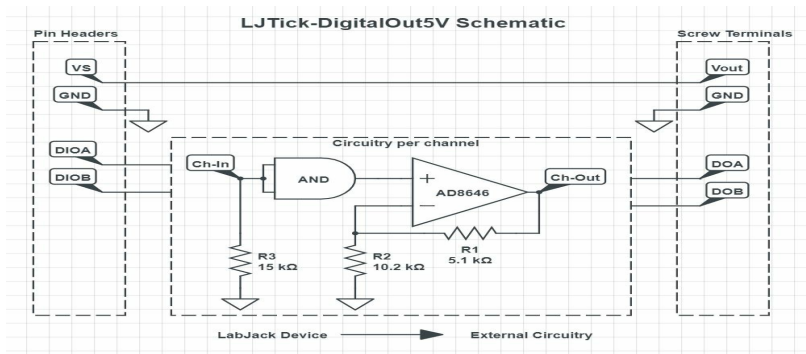 LJTick-DigitalOut5V Schematic
Pin Headers
Screw Terminals
VS
Vout
GND
GND
Circuitry per channel
DIOA
Ch-In
DOA
DIOB
AND
+
AD8646
−
Ch-Out
DOB
R1
5.1 kΩ
R3
15 kΩ
R2
10.2 kΩ
LabJack Device
External Circuitry